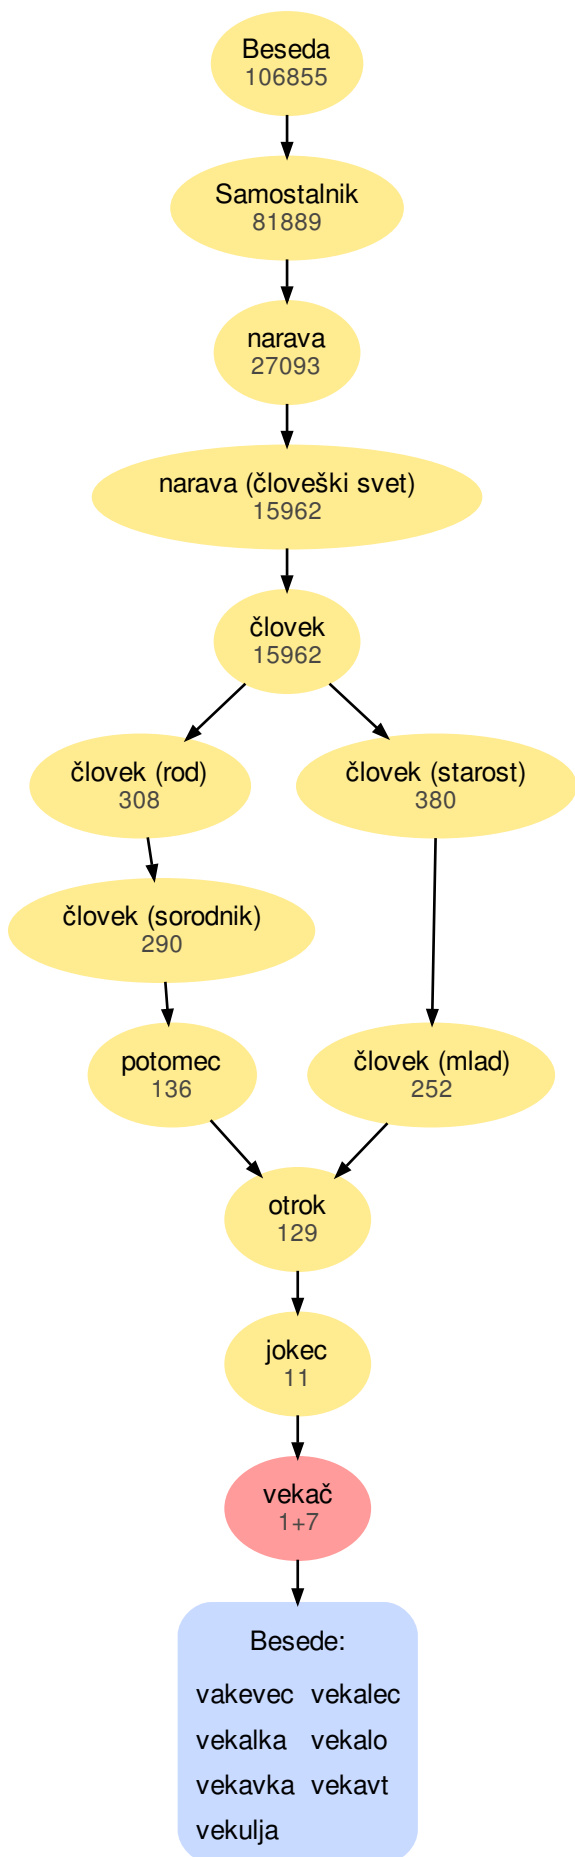 Beseda
106855
Samostalnik
81889
narava
27093
narava (človeški svet)
15962
človek
15962
človek (rod)
308
človek (starost)
380
človek (sorodnik)
290
potomec
136
človek (mlad)
252
otrok
129
jokec
11
vekač
1+7
Besede:
vakevec vekalec
vekalka vekalo
vekavka vekavt
vekulja